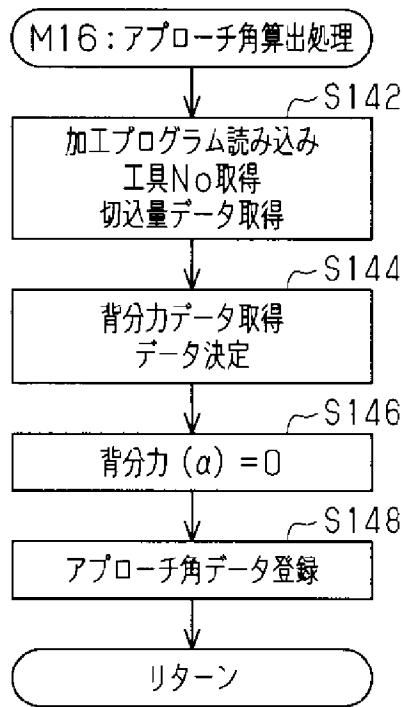 M16:アプローチ角算出処理
S142
加工プログラム読み込み
工具No取得
切込量データ取得
S144
背分力データ取得
データ決定
S146
背分力(α)=0
S148
アプローチ角データ登録
リターン